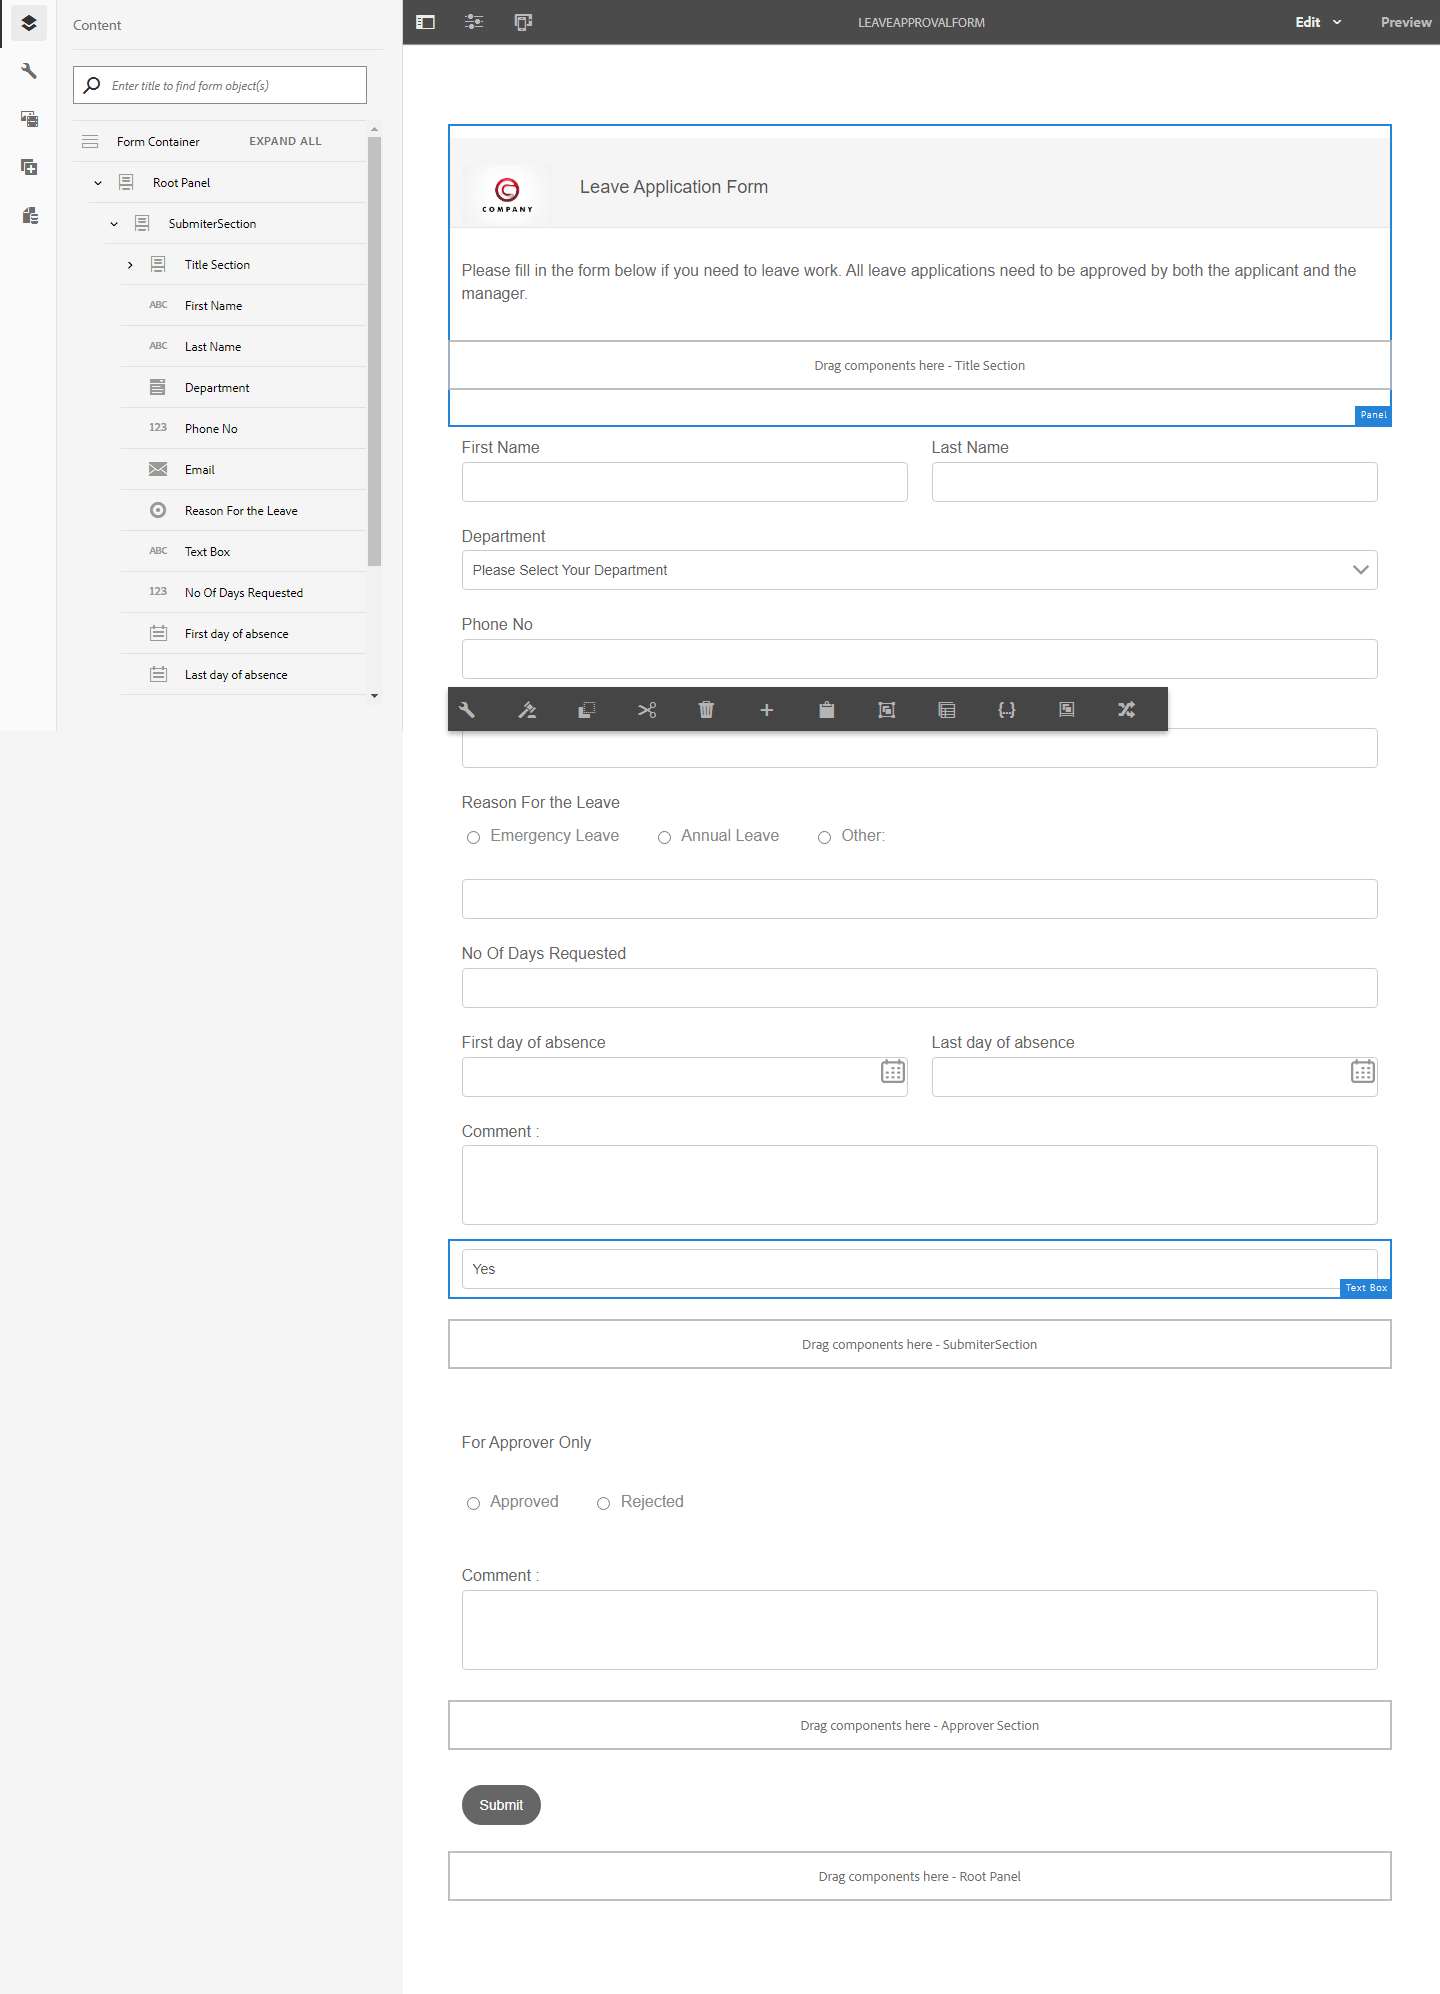 Content
Enter title to find form object(s)
Form Container EXPAND ALL
Root Panel
SubmiterSection
Title Section
ABC First Name
ABC Last Name
Department
123 Phone No
Email
Reason For the Leave
ABC Text Box
123 No Of Days Requested
First day of absence
Last day of absence
LEAVEAPPROVALFORM
Edit
Preview
COMPANY
Leave Application Form
Please fill in the form below if you need to leave work. All leave applications need to be approved by both the applicant and the
manager.
Drag components here - Title Section
Panel
First Name Last Name
Department
Please Select Your Department
Phone No
Reason For the Leave
Emergency Leave Annual Leave Other:
No Of Days Requested
First day of absence Last day of absence
Comment :
Yes
Text Box
Drag components here - SubmiterSection
For Approver Only
Approved Rejected
Comment :
Drag components here - Approver Section
Submit
Drag components here - Root Panel